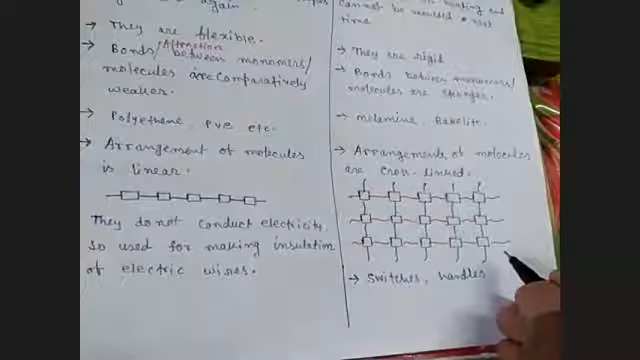 again.
→ They are flexible.
→ Bonds/Attraction between monomers/
molecules are comparatively
weaker.
→ Polyethene, PVC etc.
→ Arrangement of molecules
is linear.
They do not conduct electricity
so used for making insulation
of electric wires.
cannot be
time
→ They are rigid
→ Bonds between monomers/
molecules are stronger.
→ melamine, Bakelite.
→ Arrangements of molecules
are cross-linked.
→ Switches, handles